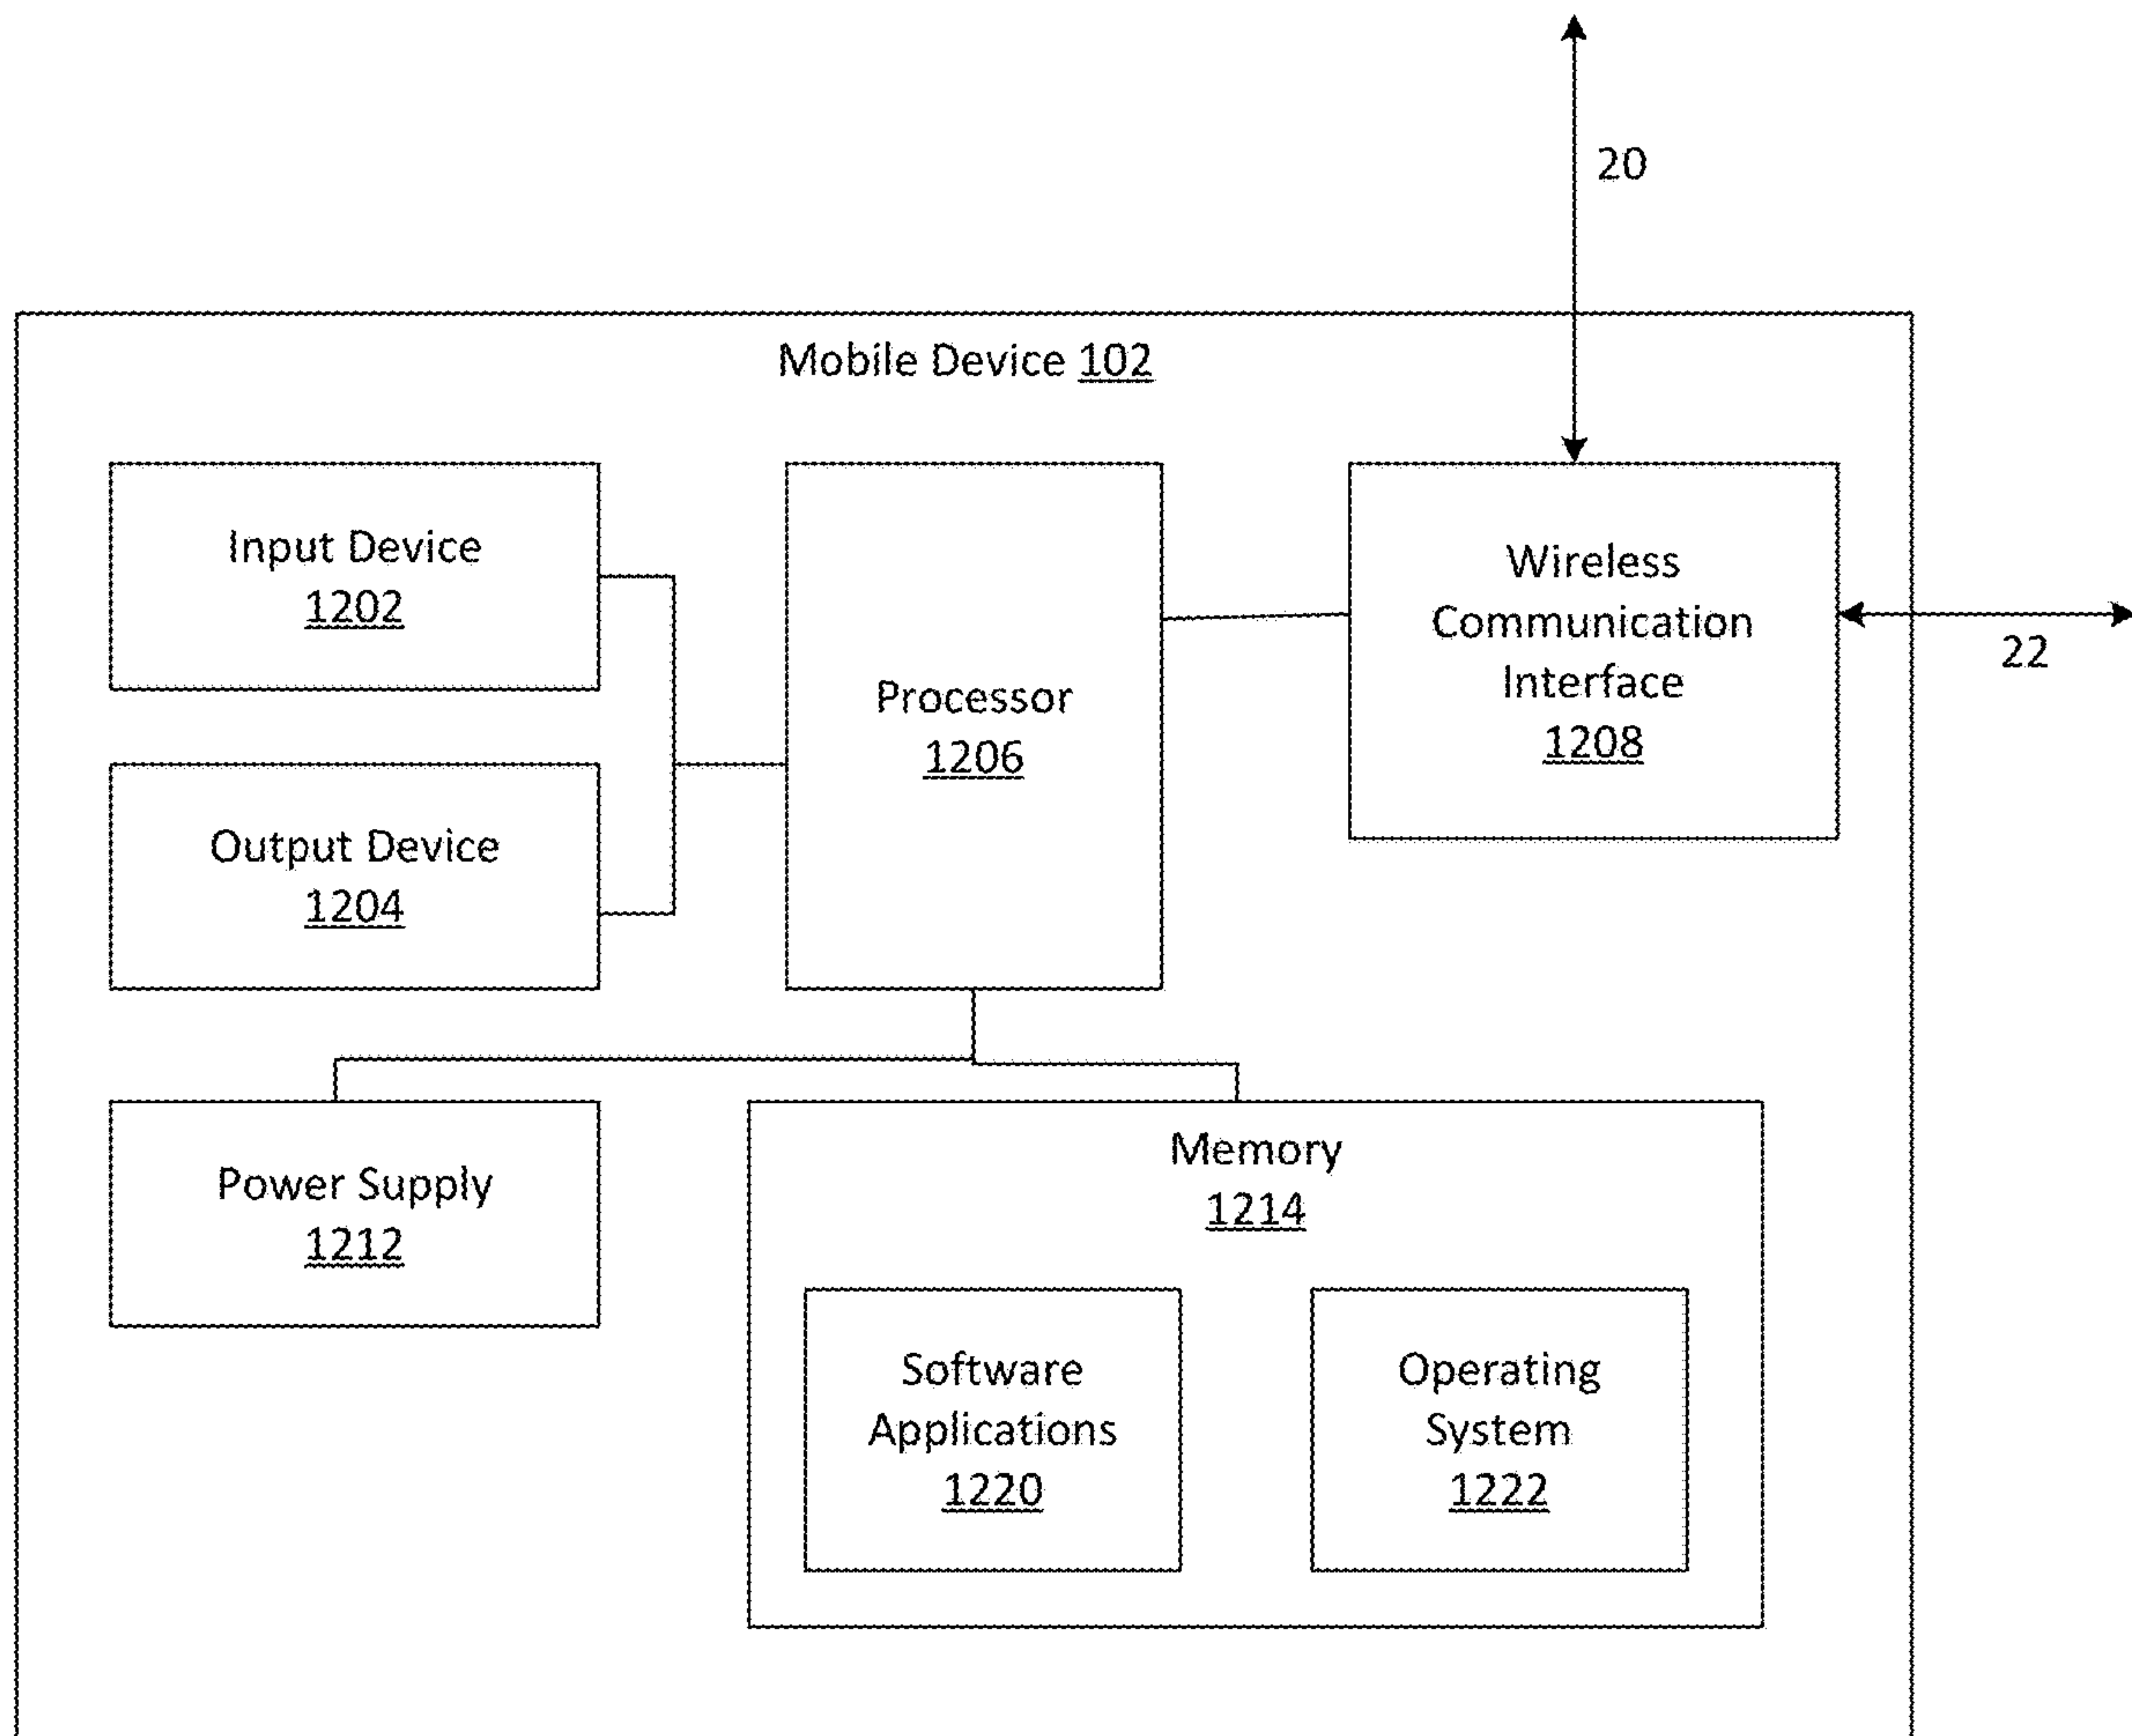 20
Mobile Device 102
Input Device
1202
Output Device
1204
Processor
1206
Wireless
Communication
Interface
1208
22
Power Supply
1212
Memory
1214
Software
Applications
1220
Operating
System
1222